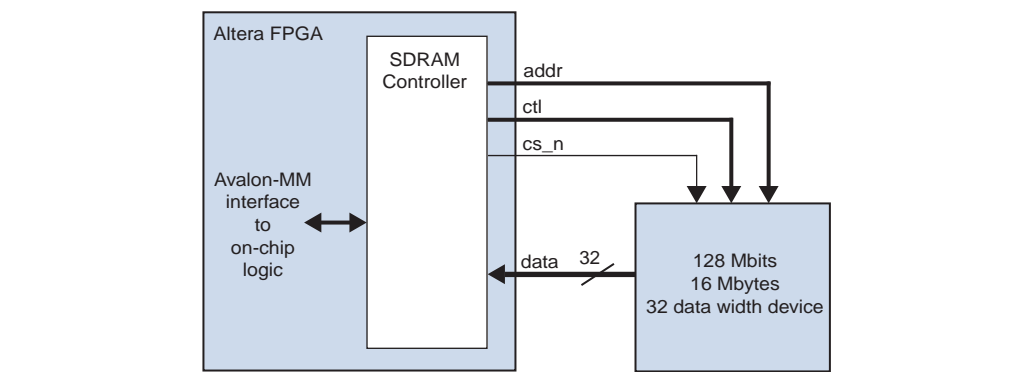 Altera FPGA
SDRAM
Controller
addr
ctl
cs_n
Avalon-MM
interface
to
on-chip
logic
data
32
128 Mbits
16 Mbytes
32 data width device